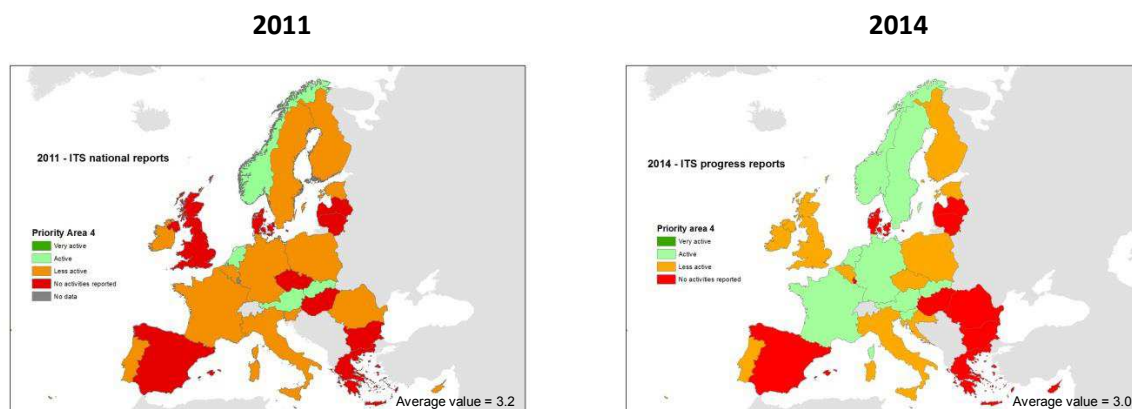 2011
2014
2011 - ITS national reports
Priority Area 4
Very active
Active
Less active
No activities reported
No data
Average value = 3.2
2014 - ITS progress reports
Priority Area 4
Very active
Active
Less active
No activities reported
Average value = 3.0